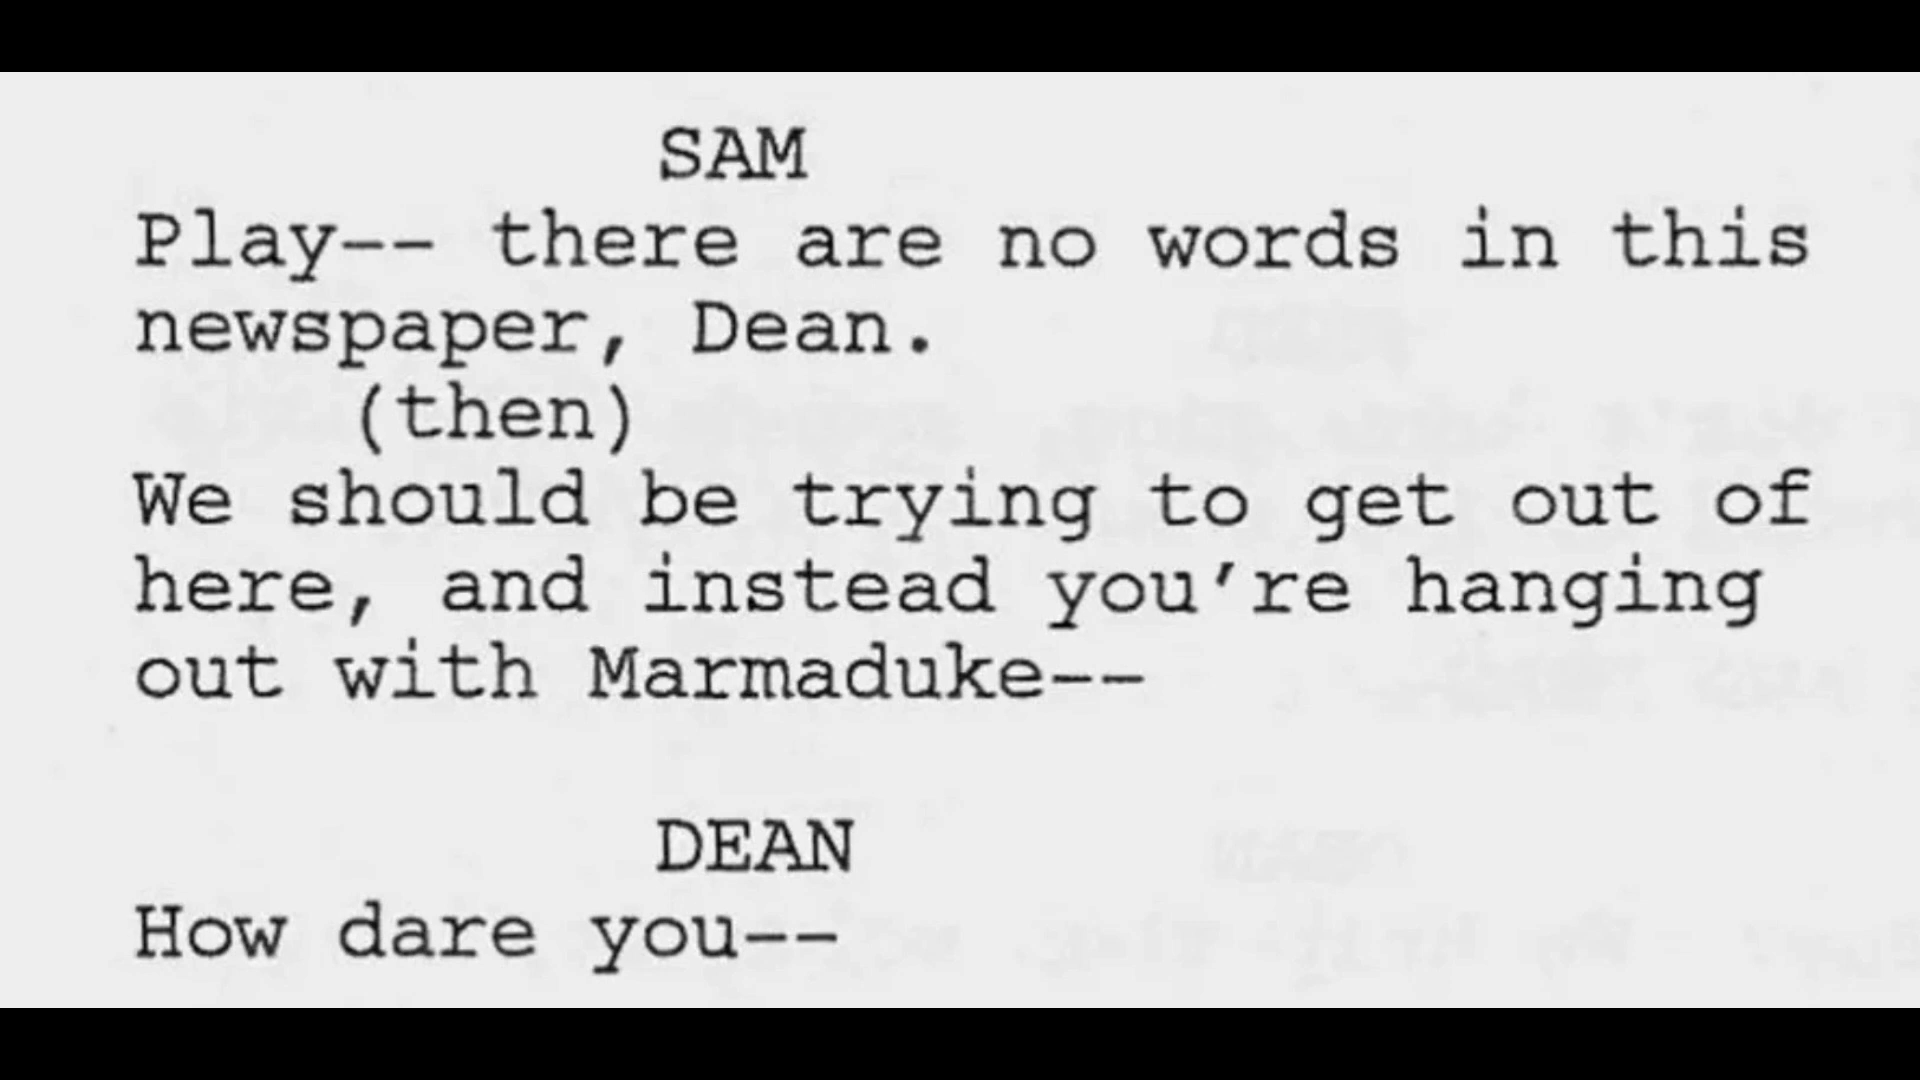 SAM
Play-- there are no words in this
newspaper, Dean.
(then)
We should be trying to get out of
here, and instead you're hanging
out with Marmaduke--
DEAN
How dare you--